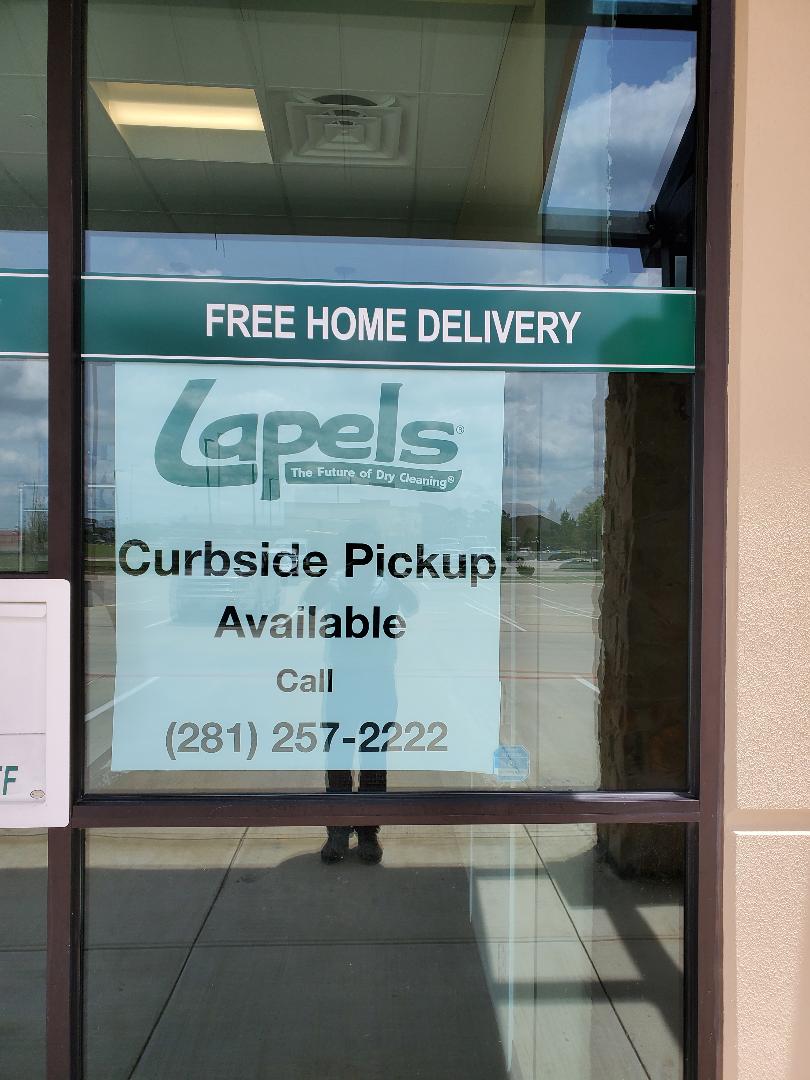 FREE HOME DELIVERY
Lapels®
The Future of Dry Cleaning®
Curbside Pickup
Available
Call
(281) 257-2222